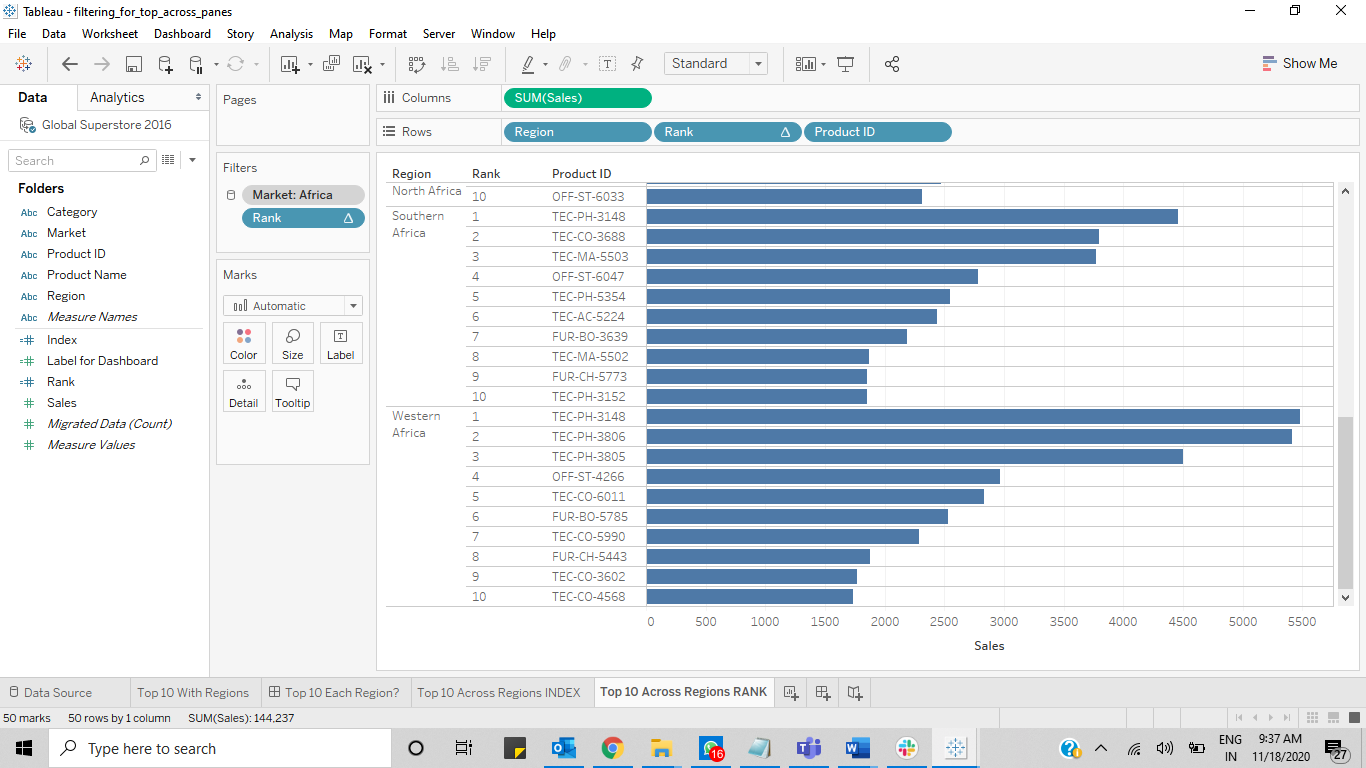 Tableau - filtering_for_top_across_panes
File Data Worksheet Dashboard Story Analysis Map Format Server Window Help
Standard
Show Me
Data Analytics
Global Superstore 2016
Search
Folders
Abc Category
Abc Market
Abc Product ID
Abc Product Name
Abc Region
Abc Measure Names
Index
Label for Dashboard
Rank
Sales
Migrated Data (Count)
Measure Values
Pages
Filters
Market: Africa
Rank
Marks
Automatic
Color Size Label
Detail Tooltip
Columns SUM(Sales)
Rows Region Rank Product ID
Region Rank Product ID
North Africa 10 OFF-ST-6033
Southern Africa 1 TEC-PH-3148
2 TEC-CO-3688
3 TEC-MA-5503
4 OFF-ST-6047
5 TEC-PH-5354
6 TEC-AC-5224
7 FUR-BO-3639
8 TEC-MA-5502
9 FUR-CH-5773
10 TEC-PH-3152
Western Africa 1 TEC-PH-3148
2 TEC-PH-3806
3 TEC-PH-3805
4 OFF-ST-4266
5 TEC-CO-6011
6 FUR-BO-5785
7 TEC-CO-5990
8 FUR-CH-5443
9 TEC-CO-3602
10 TEC-CO-4568
0 500 1000 1500 2000 2500 3000 3500 4000 4500 5000 5500
Sales
Data Source Top 10 With Regions Top 10 Each Region? Top 10 Across Regions INDEX Top 10 Across Regions RANK
50 marks 50 rows by 1 column SUM(Sales): 144,237
Type here to search
16
ENG
IN
9:37 AM
11/18/2020
27